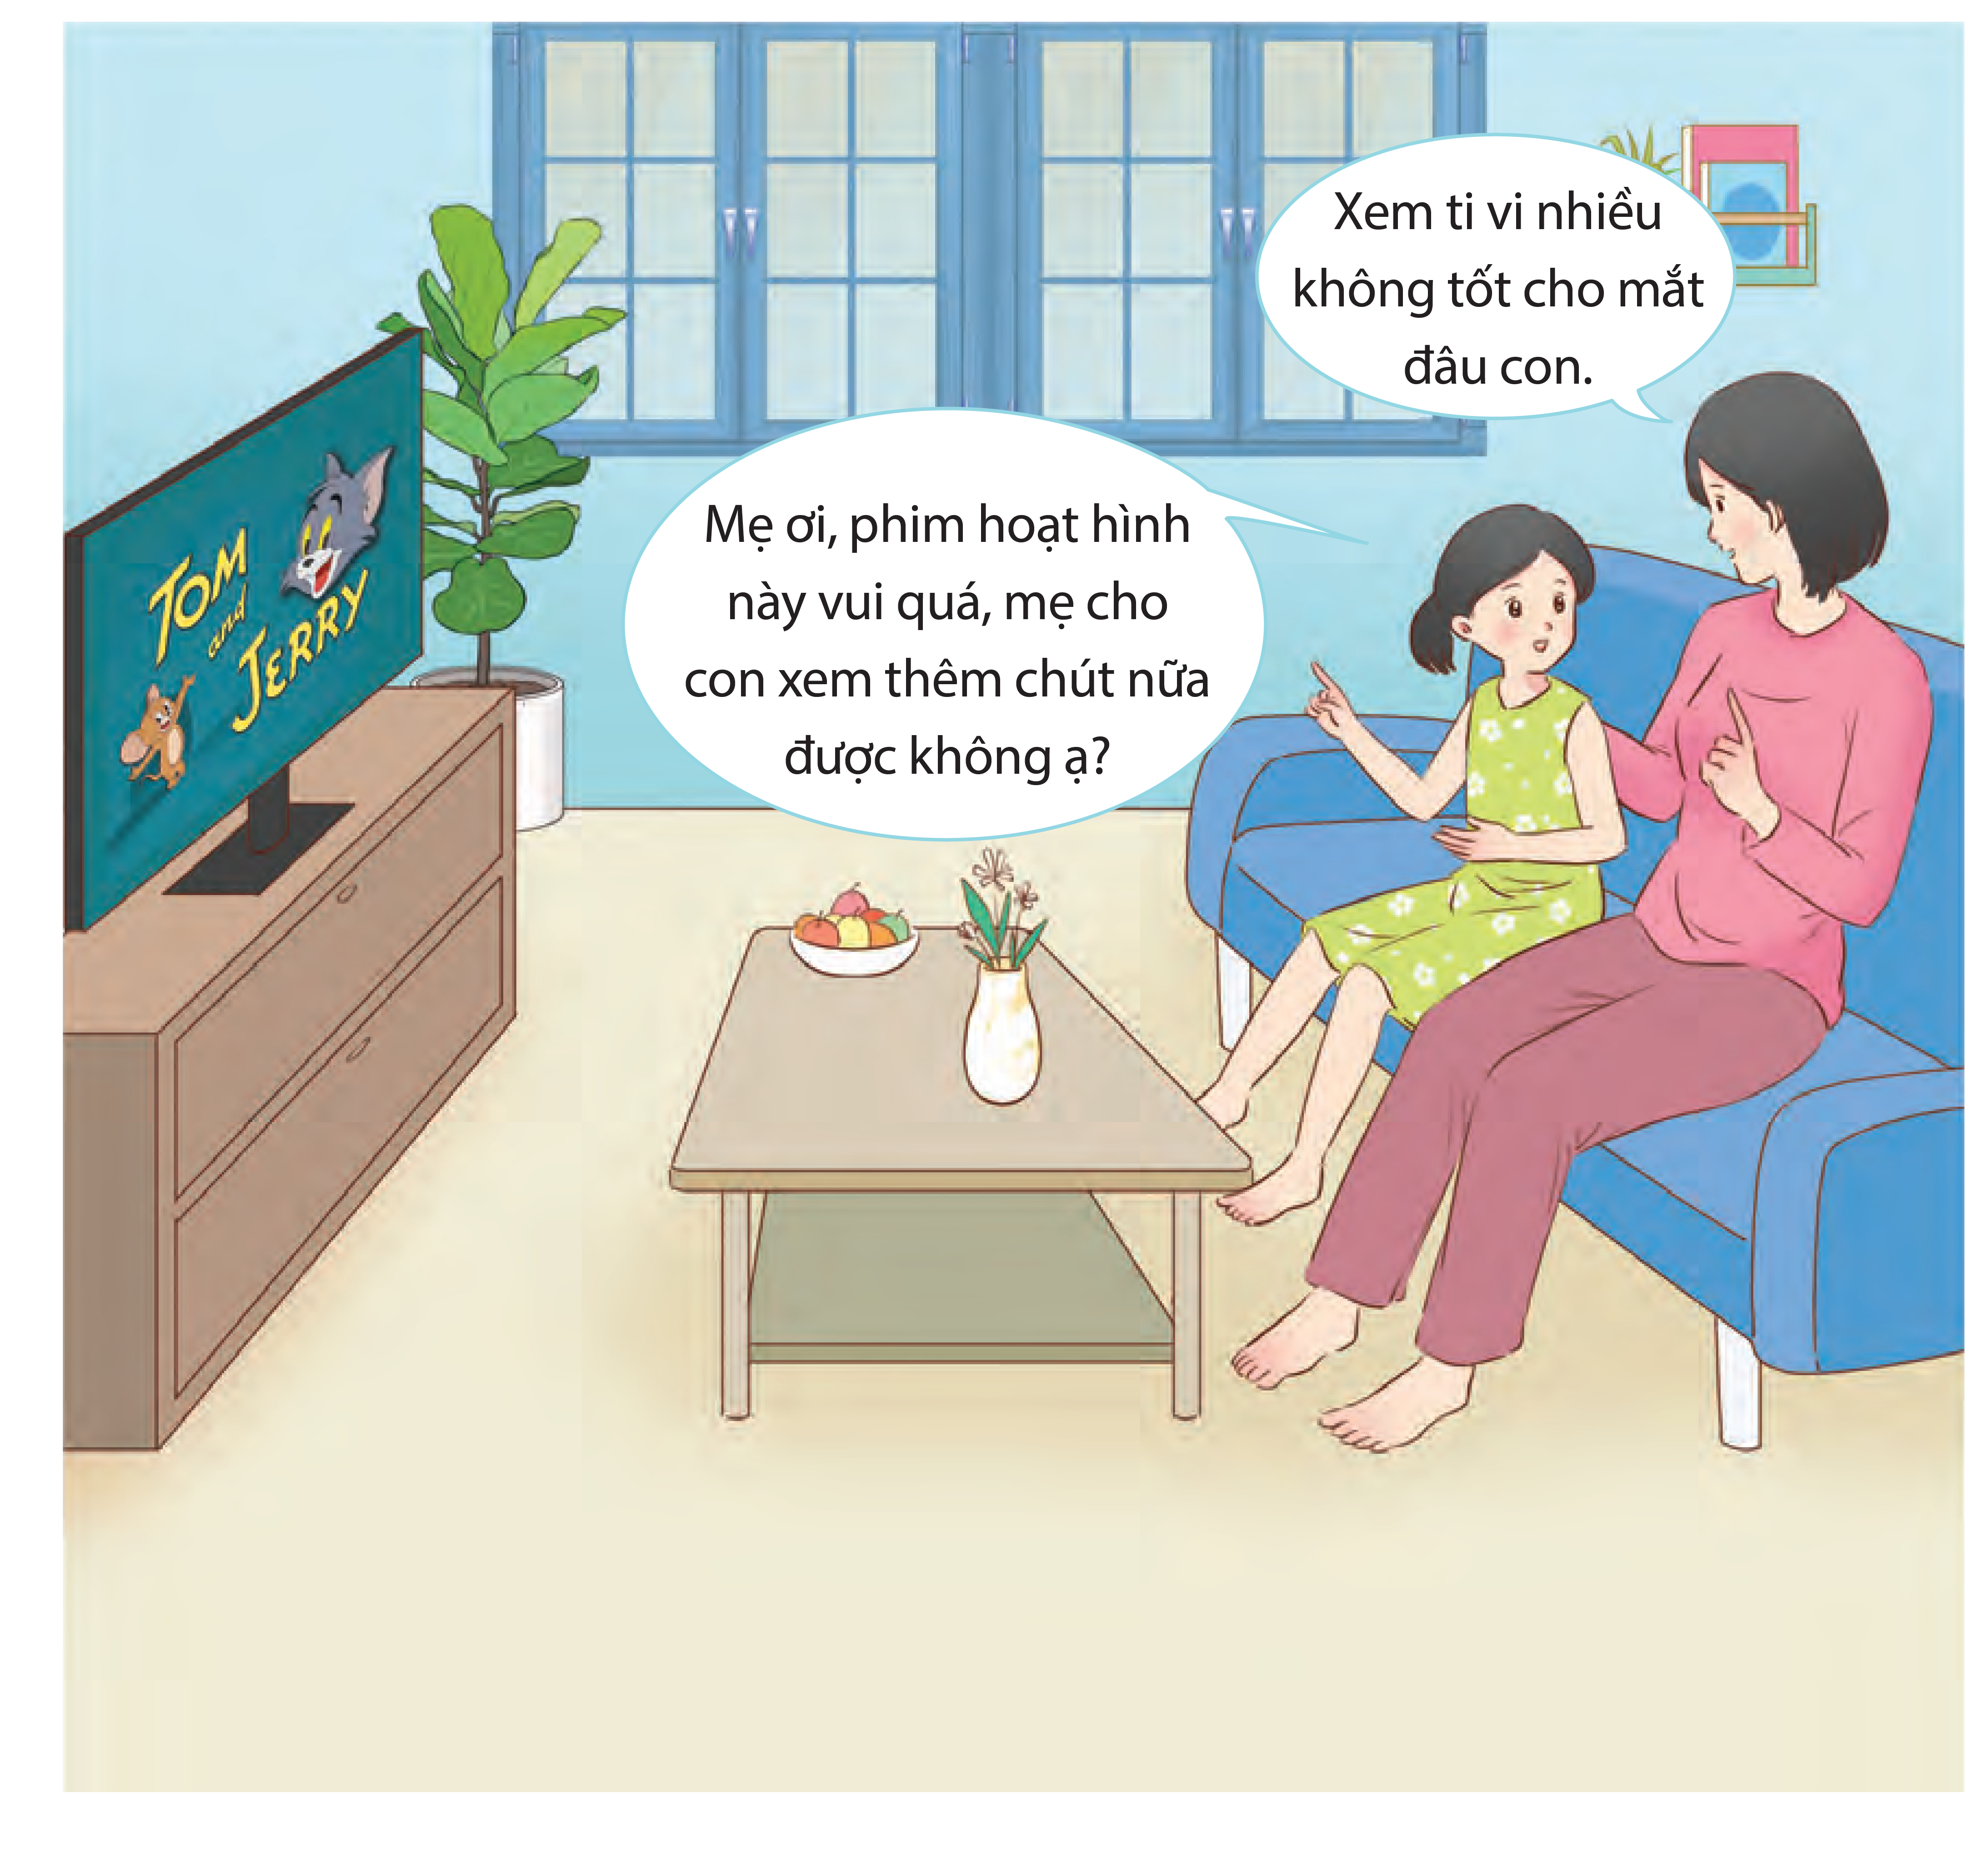 Xem ti vi nhiều
không tốt cho mắt
đâu con.
Mẹ ơi, phim hoạt hình
này vui quá, mẹ cho
con xem thêm chút nữa
được không ạ?
TOM
and
JERRY